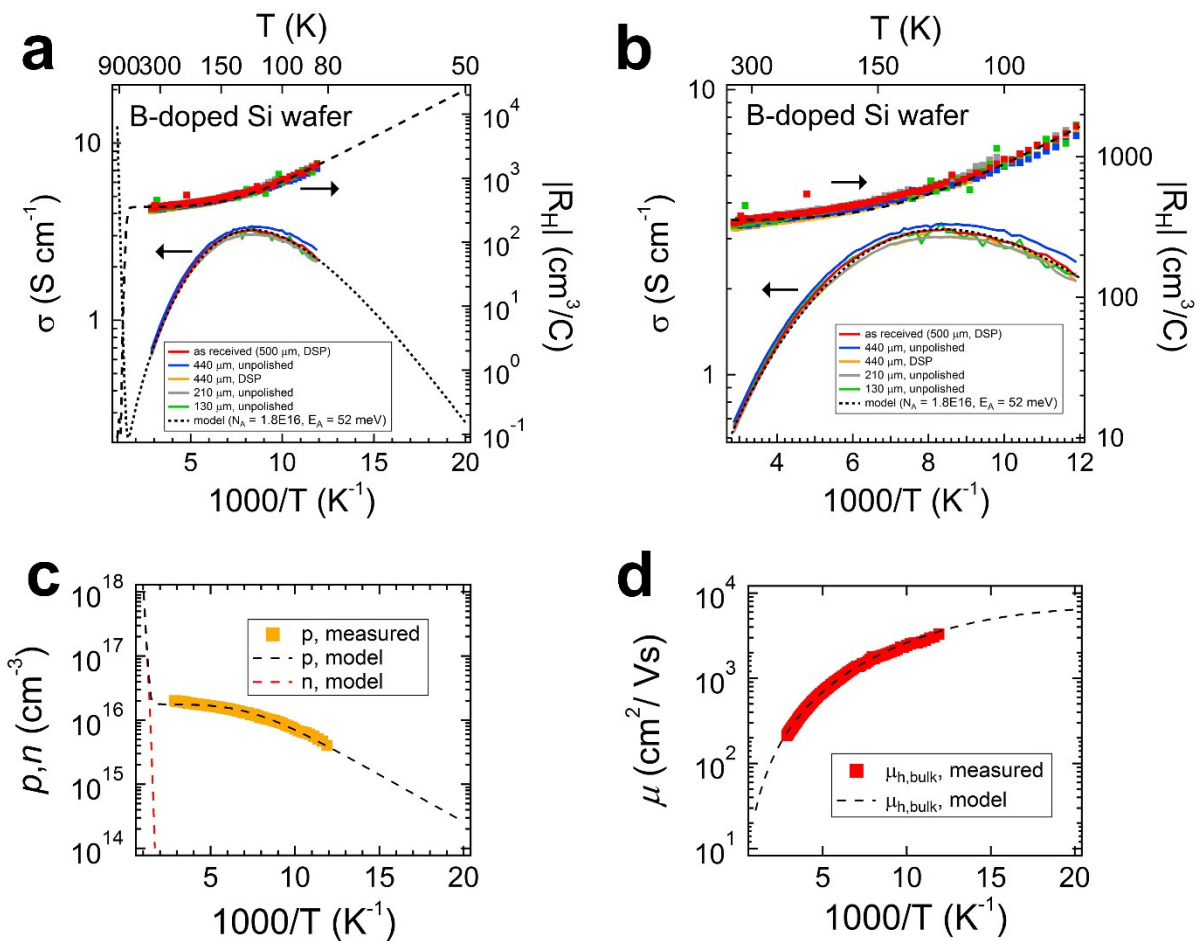 a
T (K)
900 300 150 100 80 50
B-doped Si wafer
10
1
σ (S cm⁻¹)
10⁴
10³
10²
10¹
10⁰
10⁻¹
|R_H| (cm³/C)
as received (500 μm, DSP)
440 μm, unpolished
440 μm, DSP
210 μm, unpolished
130 μm, unpolished
model (N_A = 1.8E16, E_A = 52 meV)
5 10 15 20
1000/T (K⁻¹)
b
T (K)
300 150 100
B-doped Si wafer
10
1
σ (S cm⁻¹)
1000
100
10
|R_H| (cm³/C)
as received (500 μm, DSP)
440 μm, unpolished
440 μm, DSP
210 μm, unpolished
130 μm, unpolished
model (N_A = 1.8E16, E_A = 52 meV)
4 6 8 10 12
1000/T (K⁻¹)
c
10¹⁸
10¹⁷
10¹⁶
10¹⁵
10¹⁴
p,n (cm⁻³)
p, measured
p, model
n, model
5 10 15 20
1000/T (K⁻¹)
d
10⁴
10³
10²
10¹
μ (cm²/ Vs)
μ_h,bulk, measured
μ_h,bulk, model
5 10 15 20
1000/T (K⁻¹)